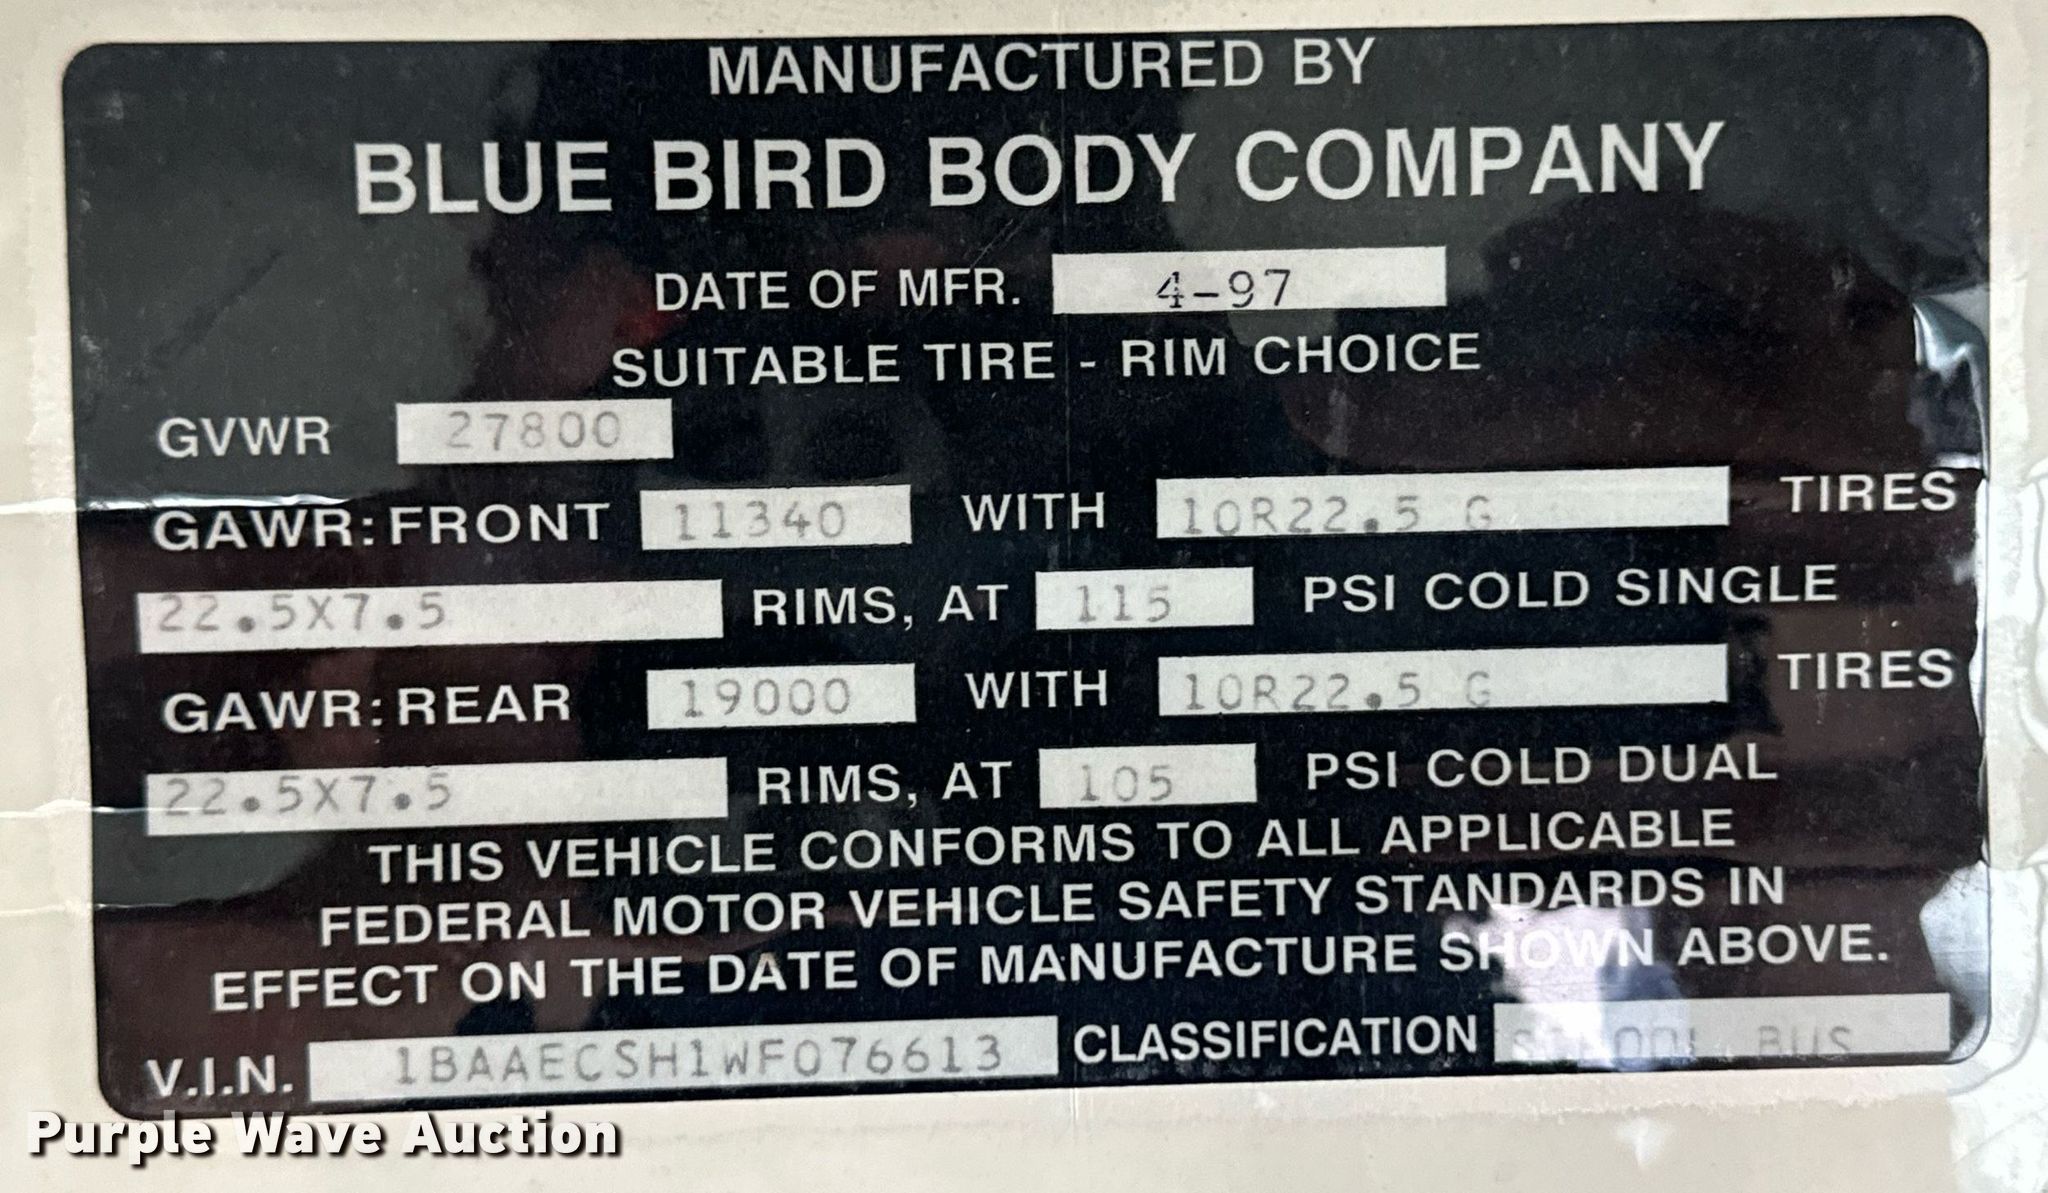 MANUFACTURED BY
BLUE BIRD BODY COMPANY
DATE OF MFR. 4-97
SUITABLE TIRE - RIM CHOICE
GVWR 27800
GAWR: FRONT 11340 WITH 10R22.5 G TIRES
22.5X7.5 RIMS, AT 115 PSI COLD SINGLE
GAWR: REAR 19000 WITH 10R22.5 G TIRES
22.5X7.5 RIMS, AT 105 PSI COLD DUAL
THIS VEHICLE CONFORMS TO ALL APPLICABLE
FEDERAL MOTOR VEHICLE SAFETY STANDARDS IN
EFFECT ON THE DATE OF MANUFACTURE SHOWN ABOVE.
V.I.N. 1BAAECSH1WF076613 CLASSIFICATION SCHOOL BUS
Purple Wave Auction